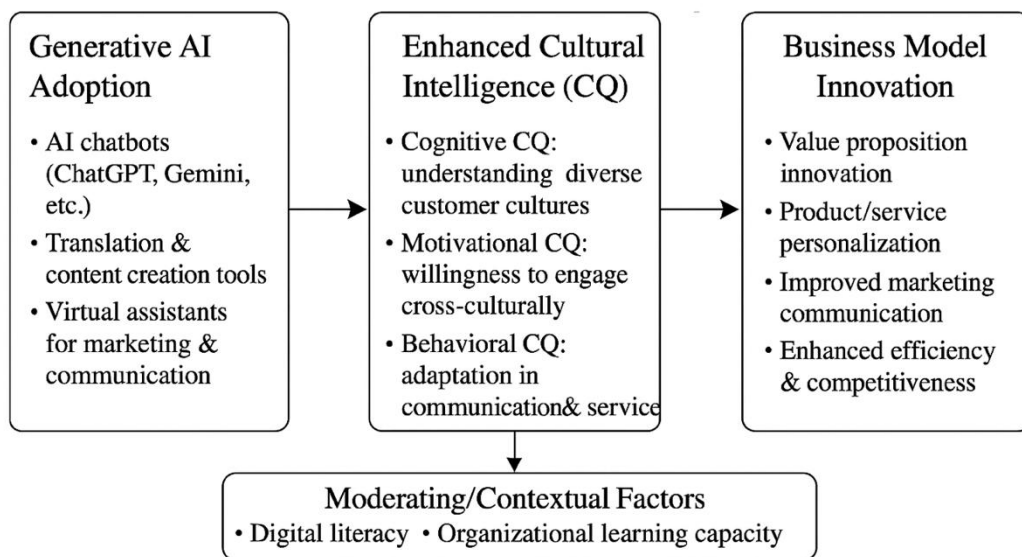 Generative AI
Adoption
• AI chatbots
(ChatGPT, Gemini,
etc.)
• Translation &
content creation tools
• Virtual assistants
for marketing &
communication
Enhanced Cultural
Intelligence (CQ)
• Cognitive CQ:
understanding diverse
customer cultures
• Motivational CQ:
willingness to engage
cross-culturally
• Behavioral CQ:
adaptation in
communication& service
Business Model
Innovation
• Value proposition
innovation
• Product/service
personalization
• Improved marketing
communication
• Enhanced efficiency
& competitiveness
Moderating/Contextual Factors
• Digital literacy • Organizational learning capacity